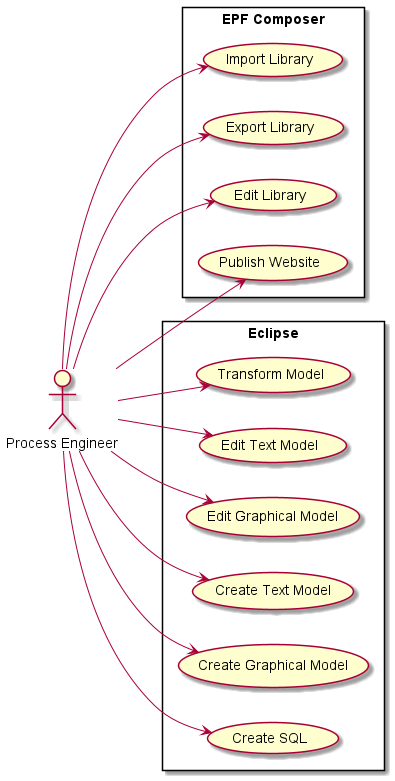 EPF Composer
Import Library
Export Library
Edit Library
Publish Website
Eclipse
Transform Model
Process Engineer
Edit Text Model
Edit Graphical Model
Create Text Model
Create Graphical Model
Create SQL